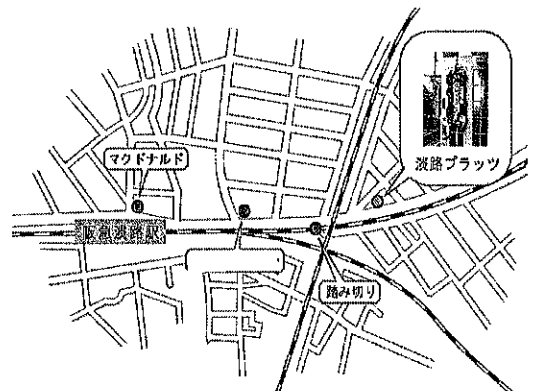 マクドナルド
淡路プラッツ
阪急淡路駅
踏み切り